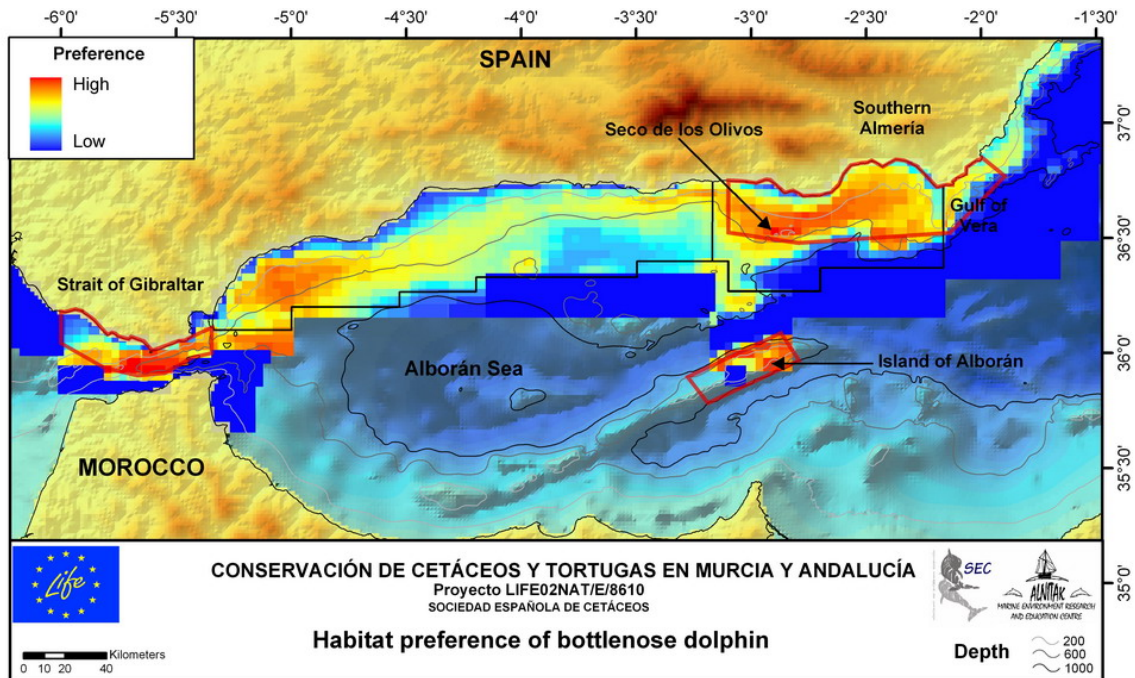 -6°0' -5°30' -5°0' -4°30' -4°0' -3°30' -3°0' -2°30' -2°0' -1°50'
Preference
High
Low
SPAIN
Seco de los Olivos
Southern
Almería
Gulf of
Vera
Strait of Gibraltar
Alborán Sea
Island of Alborán
MOROCCO
37°0'
36°30'
36°0'
35°30'
35°0'
Life
CONSERVACIÓN DE CETÁCEOS Y TORTUGAS EN MURCIA Y ANDALUCÍA
Proyecto LIFE02NAT/E/8610
SOCIEDAD ESPAÑOLA DE CETÁCEOS
Habitat preference of bottlenose dolphin
SEC
ALNITAK
MARINE ENVIRONMENT RESEARCH
AND EDUCATION CENTRE
Kilometers
0 10 20 40
Depth
200
600
1000